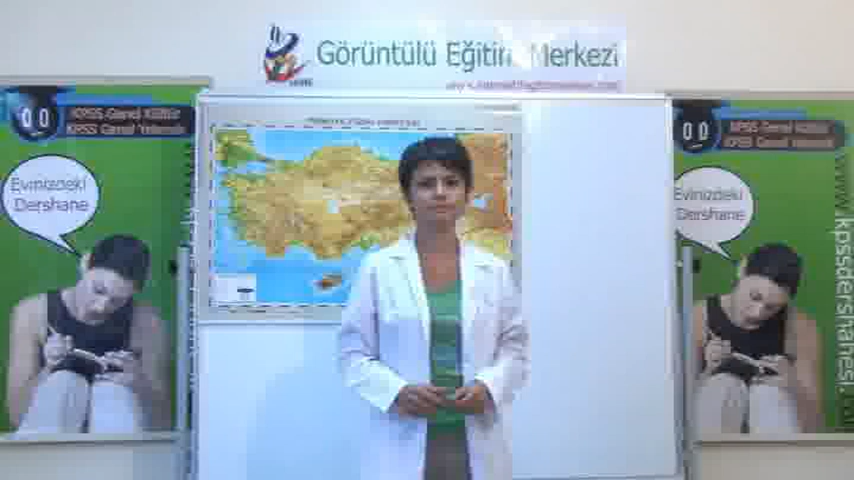 Görüntülü Eğitim Merkezi
KPSS Genel Kültür
KPSS Genel Yetenek
Evinizdeki
Dershane
KPSS Genel Kültür
KPSS Genel Yetenek
Evinizdeki
Dershane
www.kpssdershanesi.com